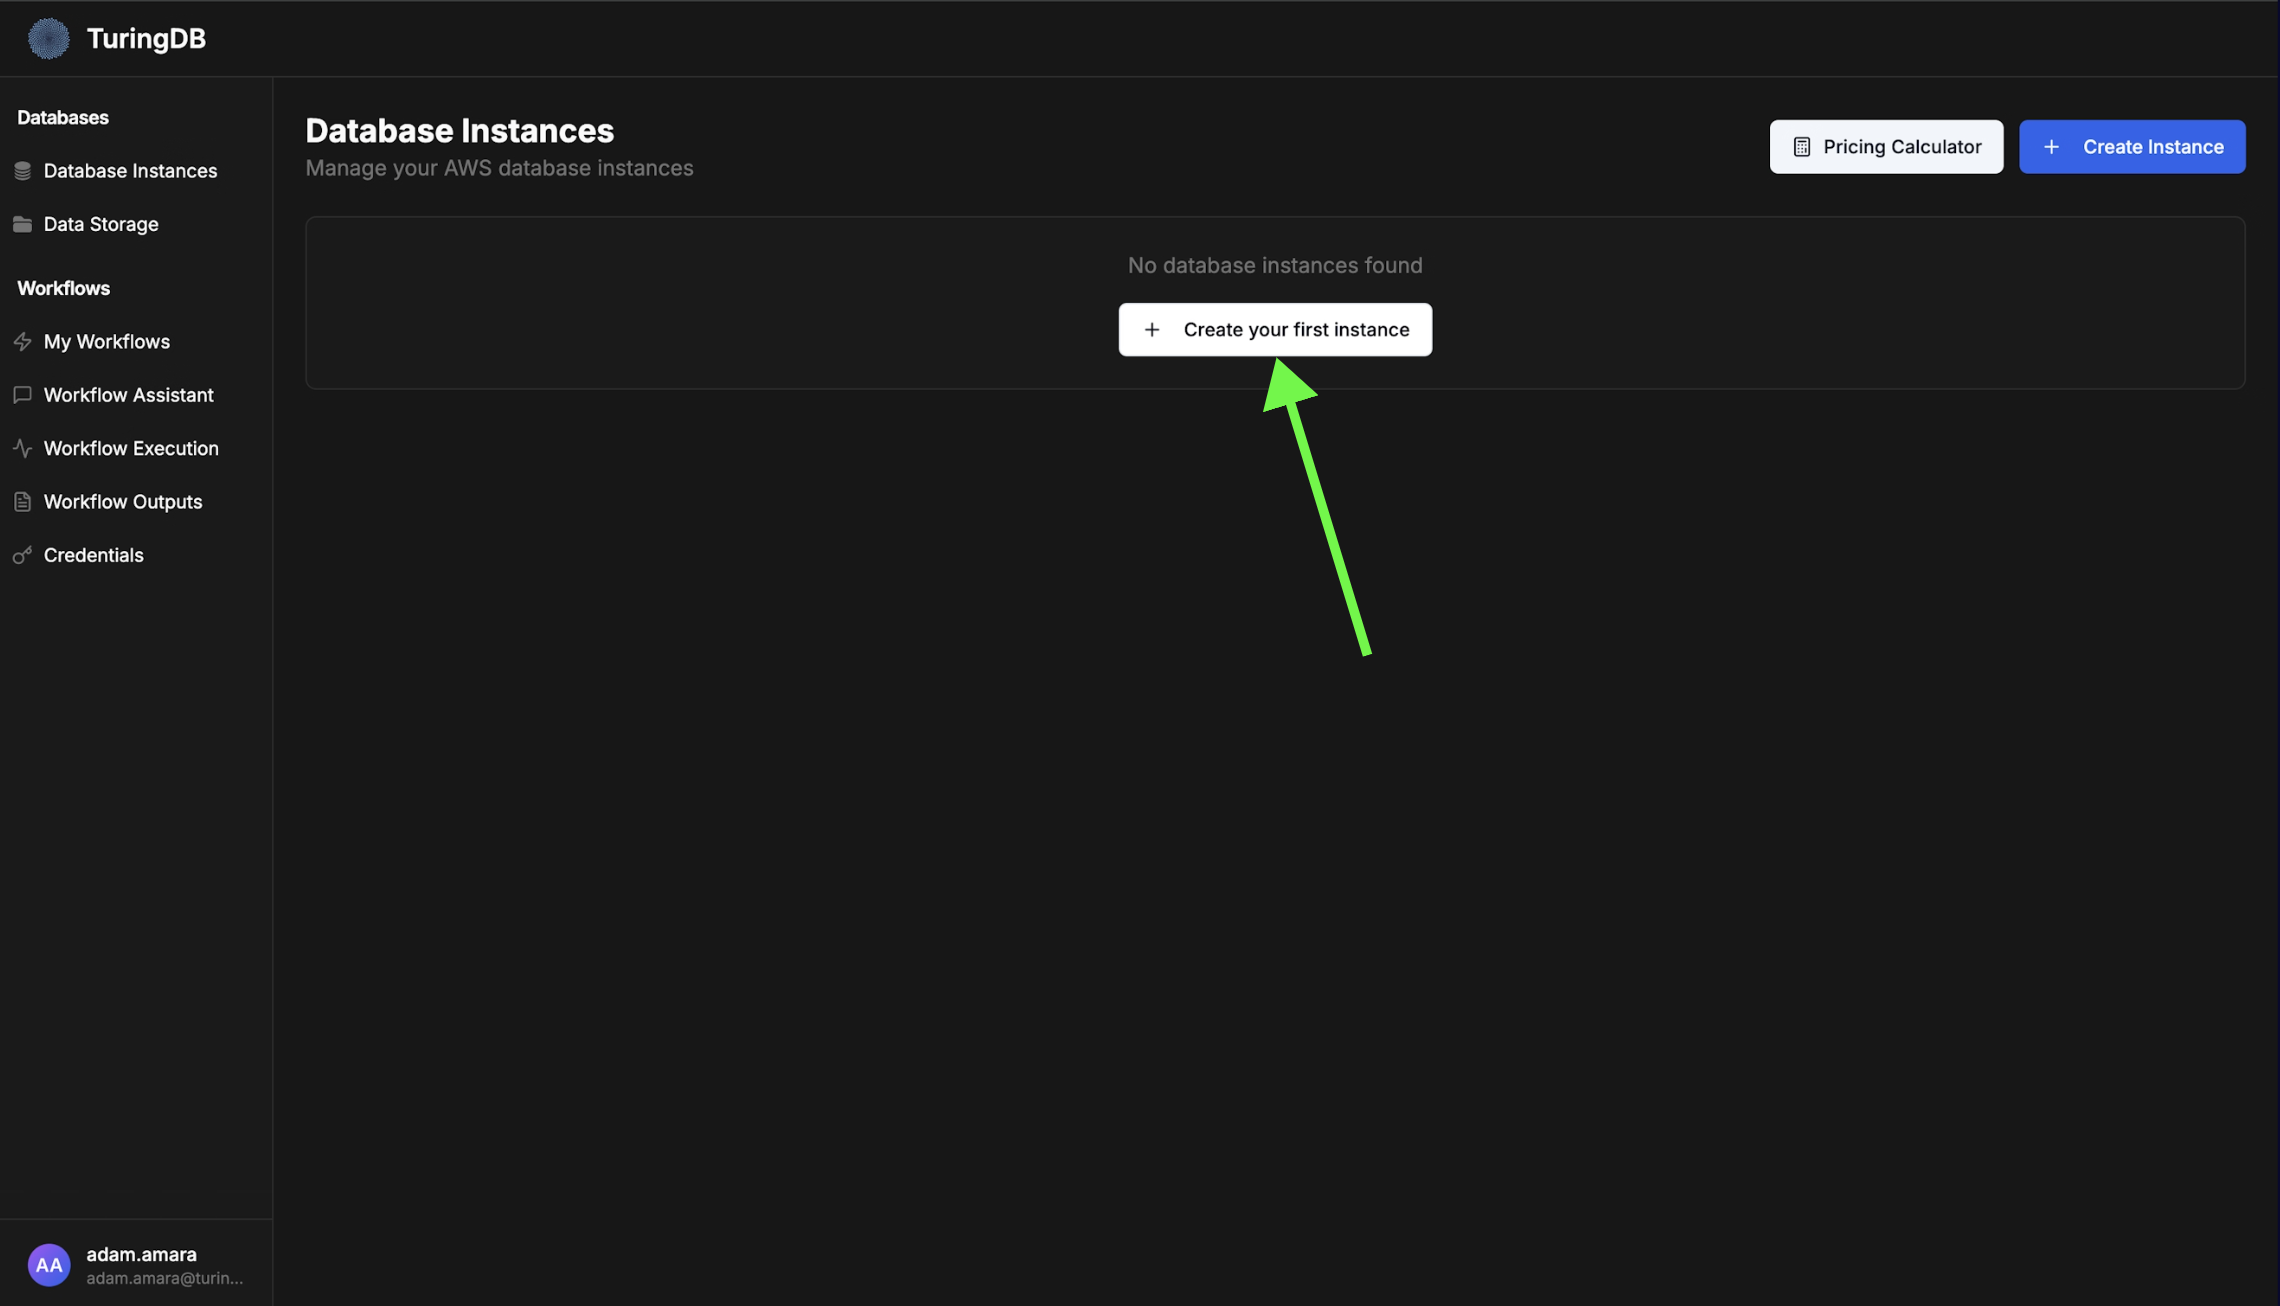 TuringDB
Databases
Database Instances
Data Storage
Workflows
My Workflows
Workflow Assistant
Workflow Execution
Workflow Outputs
Credentials
Database Instances
Manage your AWS database instances
Pricing Calculator
+ Create Instance
No database instances found
+ Create your first instance
AA
adam.amara
adam.amara@turin...